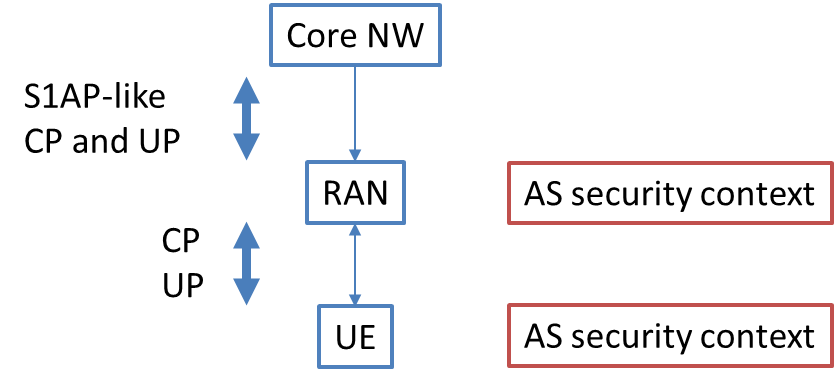 Core NW
S1AP-like
CP and UP
RAN
AS security context
CP
UP
UE
AS security context